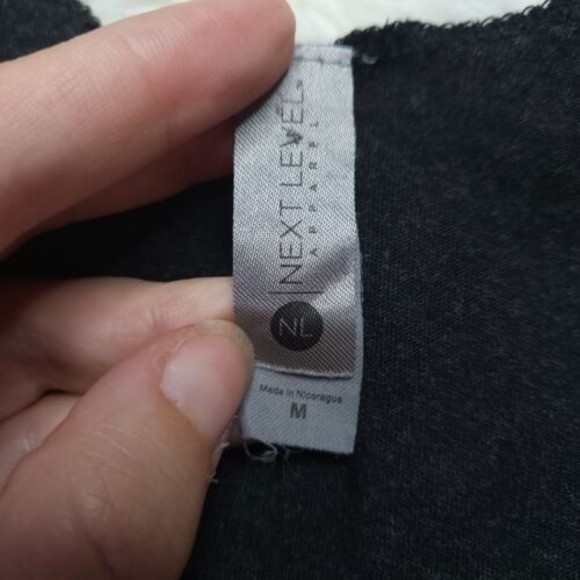 NEXT LEVEL®
APPAREL
NL
Made in Nicaragua
M